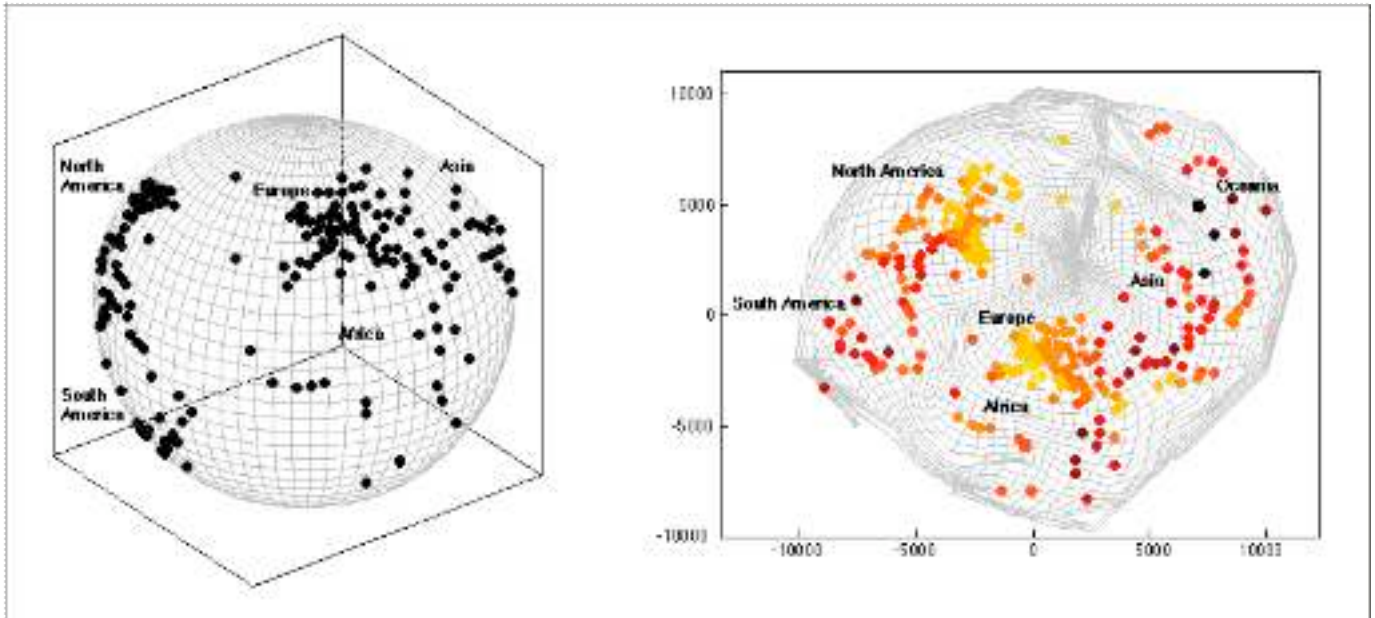 North
America
Europe
Asia
Africa
South
America
10000
5000
0
-5000
-10000
North America
Oceania
South America
Asia
Europe
Africa
-10000
-5000
0
5000
10000